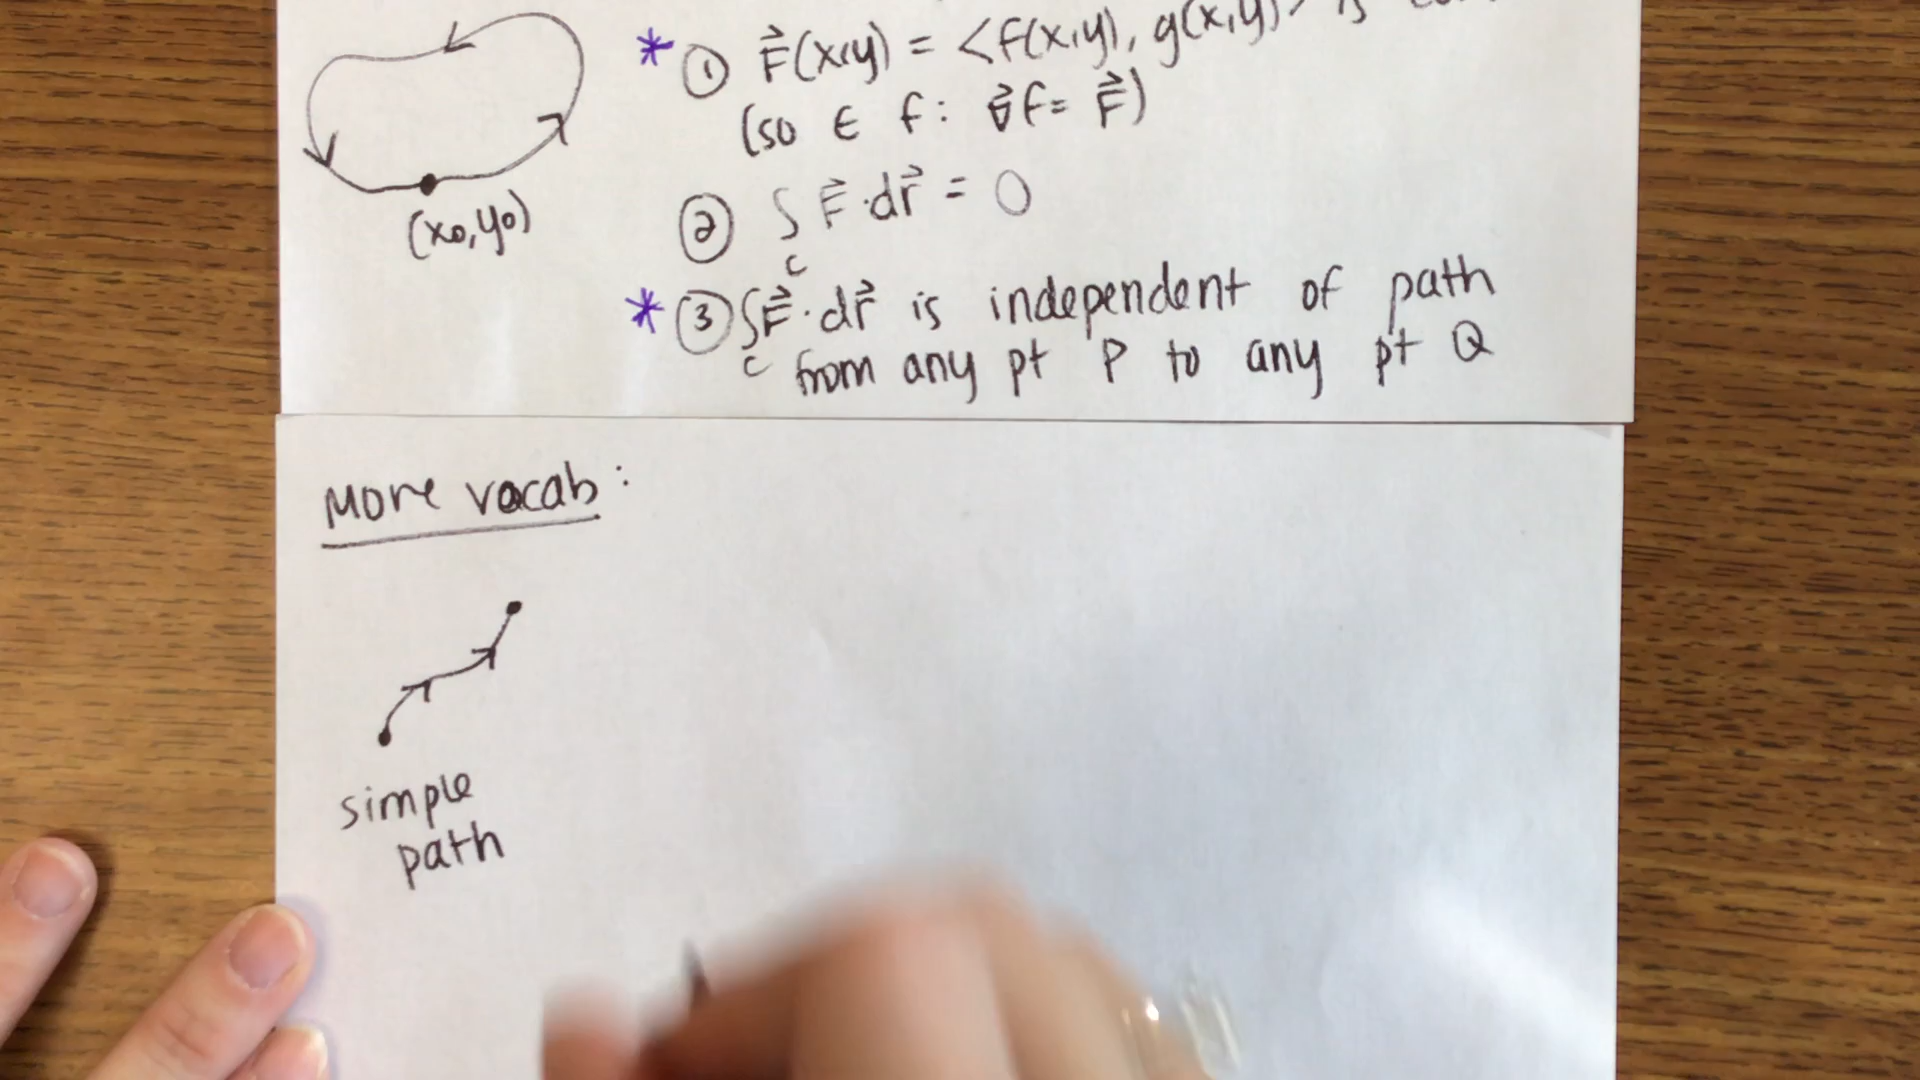 * ① F⃗(x,y) = <f(x,y), g(x,y)> is
(so ∈ f: ∇⃗f = F⃗)
(x₀,y₀)
② ∫_C F⃗·dr⃗ = 0
* ③ ∫_C F⃗·dr⃗ is independent of path
from any pt P to any pt Q
More vocab:
simple
path